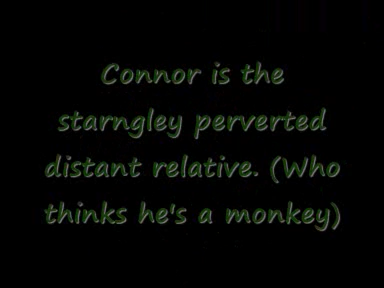 Connor is the
starngley perverted
distant relative. (Who
thinks he's a monkey)